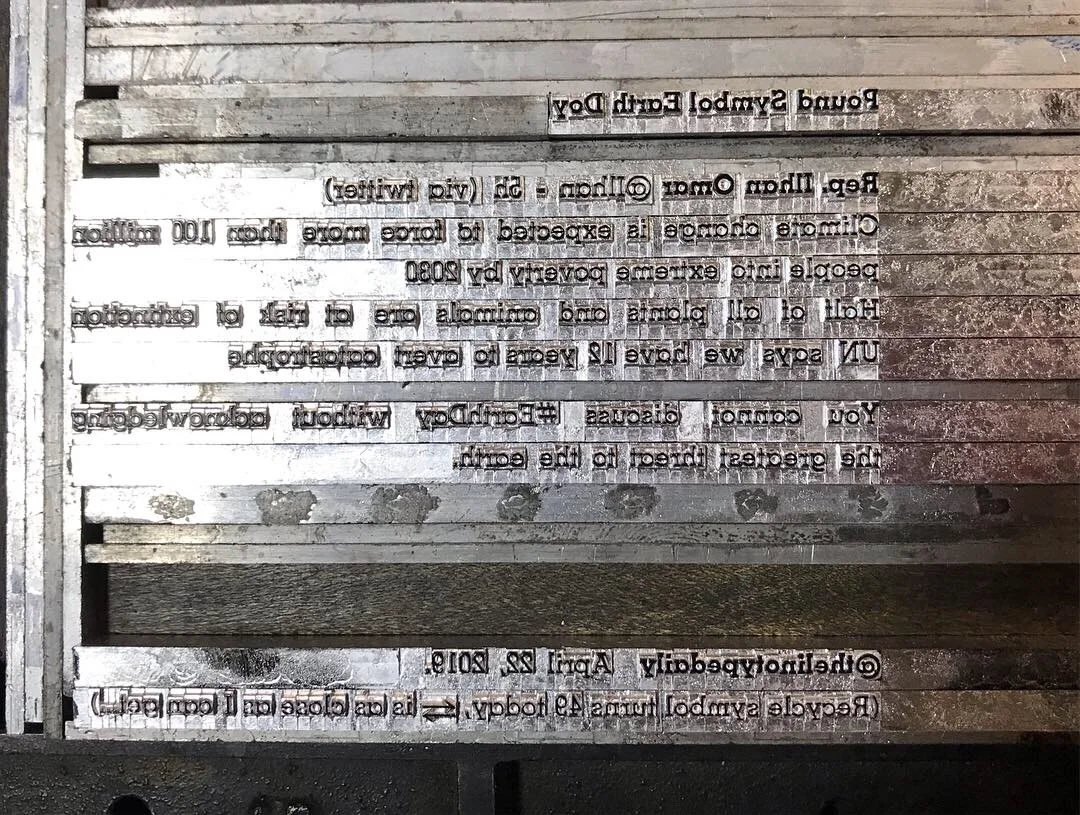 Pound Symbol Earth Day
Rep. Ilhan Omar @Ilhan - 5h (via twitter)
Climate change is expected to force more than 100 million
people into extreme poverty by 2030
Half of all plants and animals are at risk of extinction
UN says we have 12 years to avert catastrophe
You cannot discuss #EarthDay without acknowledging
the greatest threat to the earth.
@thelinotypedaily April 22, 2019.
(Recycle symbol turns 49 today, ⇄ is as close as I can get...)